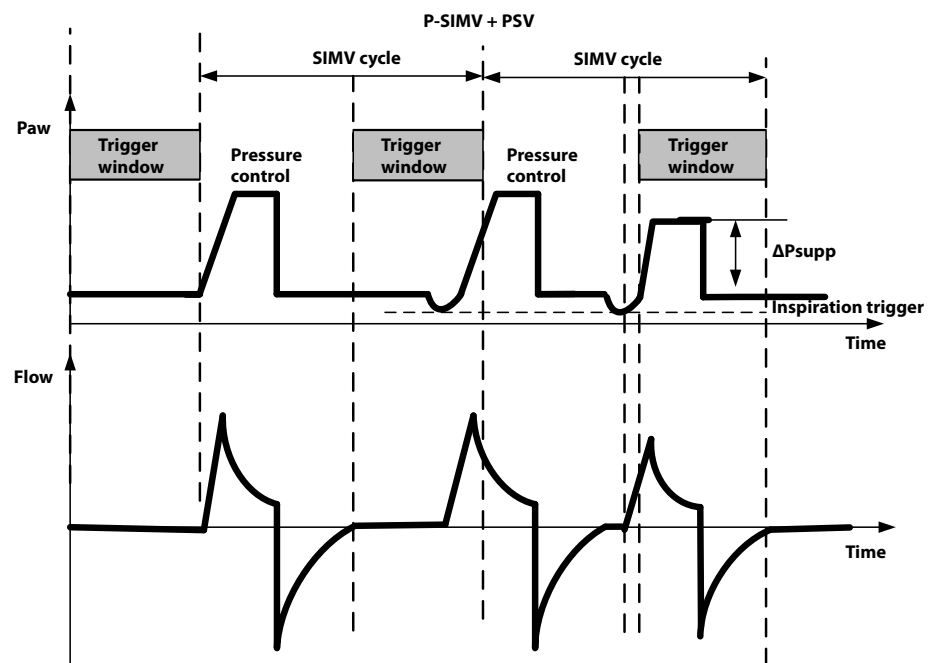 P-SIMV + PSV
SIMV cycle
SIMV cycle
Paw
Trigger
window
Pressure
control
Trigger
window
Pressure
control
Trigger
window
ΔPsupp
Inspiration trigger
Time
Flow
Time